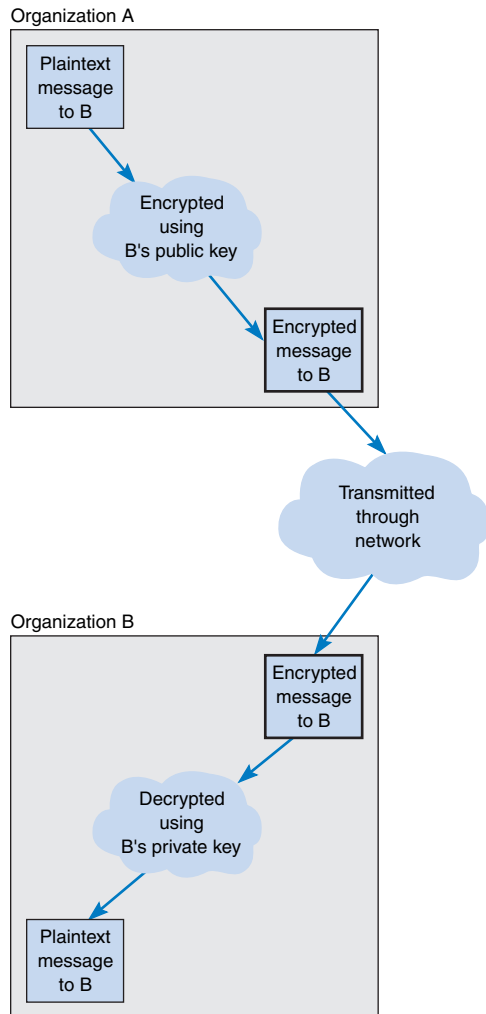 Organization A
Plaintext
message
to B
Encrypted
using
B's public key
Encrypted
message
to B
Transmitted
through
network
Organization B
Encrypted
message
to B
Decrypted
using
B's private key
Plaintext
message
to B